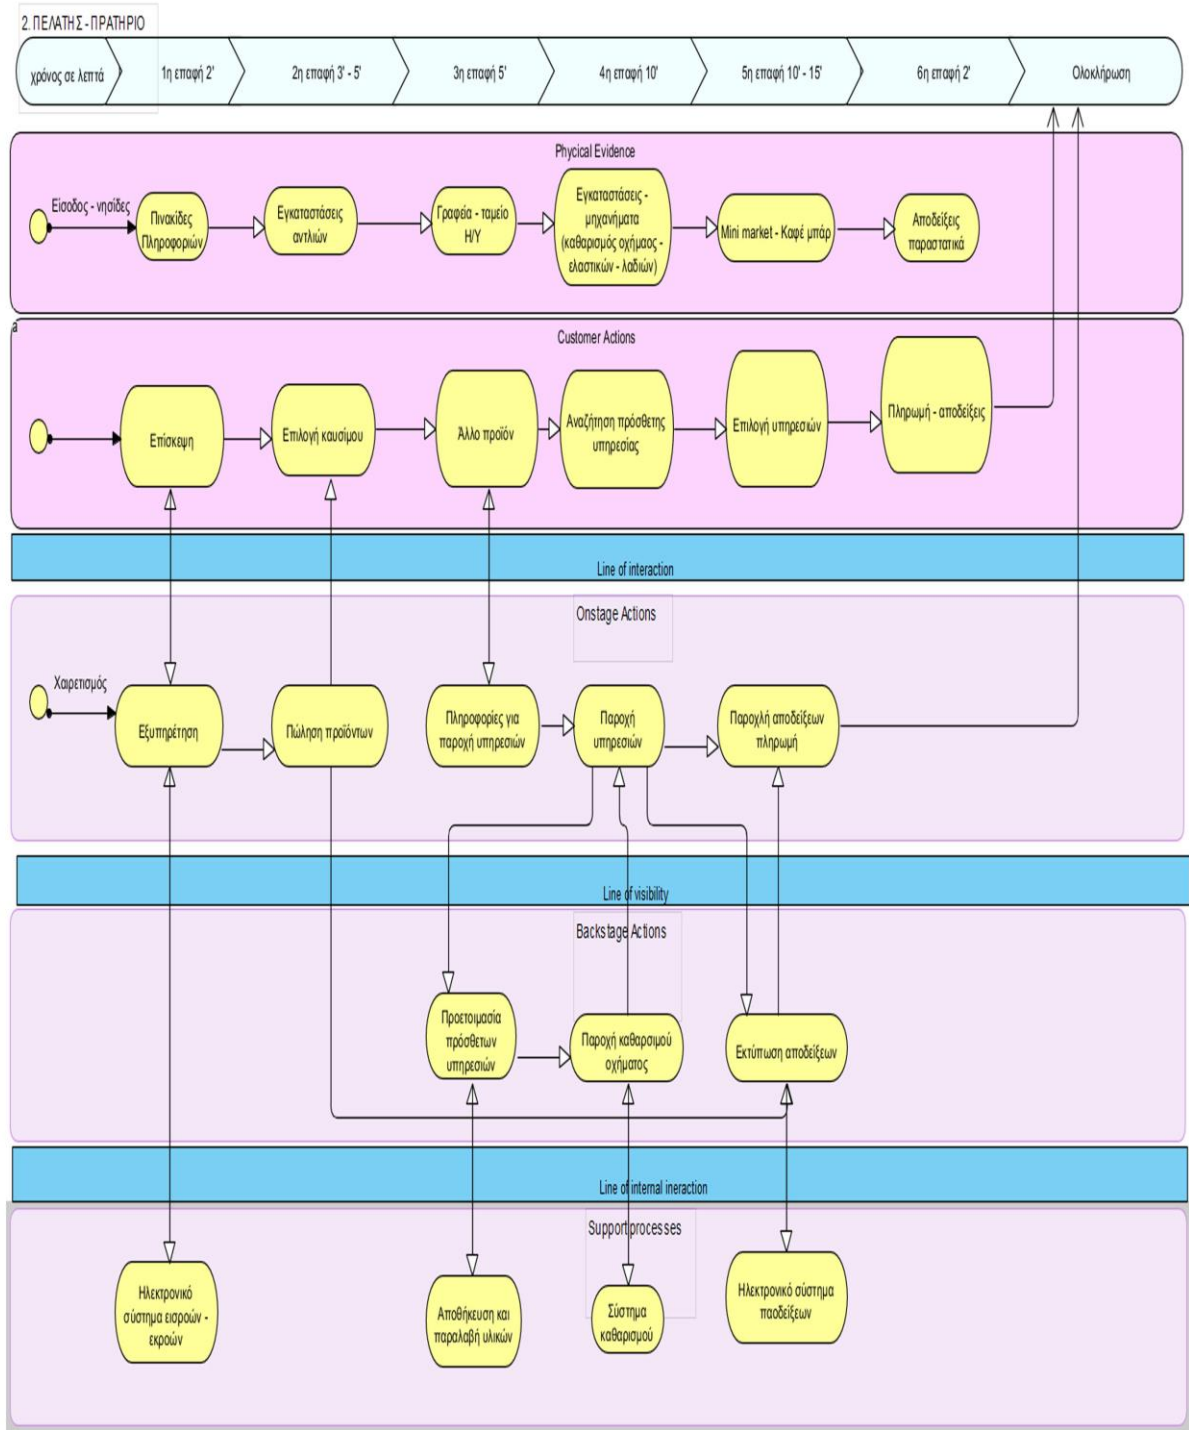 2. ΠΕΛΑΤΗΣ - ΠΡΑΤΗΡΙΟ
χρόνος σε λεπτά
1η επαφή 2'
2η επαφή 3' - 5'
3η επαφή 5'
4η επαφή 10'
5η επαφή 10' - 15'
6η επαφή 2'
Ολοκλήρωση
Phycical Evidence
Είσοδος - νησίδες
Πινακίδες
Πληροφοριών
Εγκαταστάσεις
αντλιών
Γραφεία - ταμείο
Η/Υ
Εγκαταστάσεις -
μηχανήματα
(καθαρισμός οχήμαος -
ελαστικών - λαδιών)
Mini market - Καφέ μπάρ
Αποδείξεις
παραστατικά
a
Customer Actions
Επίσκεψη
Επιλογή καυσίμου
Άλλο προϊόν
Αναζήτηση πρόσθετης
υπηρεσίας
Επιλογή υπηρεσιών
Πληρωμή - αποδείξεις
Line of interaction
Onstage Actions
Χαιρετισμός
Εξυπηρέτηση
Πώληση προϊόντων
Πληροφορίες για
παροχή υπηρεσιών
Παροχή
υπηρεσιών
Παροχλή αποδείξεων
πληρωμή
Line of visibility
Backstage Actions
Προετοιμασία
πρόσθετων
υπηρεσιών
Παροχή καθαρσιμού
οχήματος
Εκτύπωση αποδείξεων
Line of internal ineraction
Support processes
Ηλεκτρονικό
σύστημα εισροών -
εκροών
Αποθήκευση και
παραλαβή υλικών
Σύστημα
καθαρισμού
Ηλεκτρονικό σύστημα
παοδείξεων